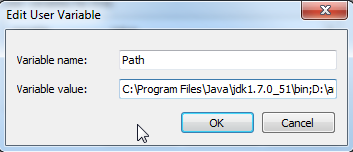 Edit User Variable
Variable name:
Path
Variable value:
C:\Program Files\Java\jdk1.7.0_51\bin;D:\a
OK
Cancel